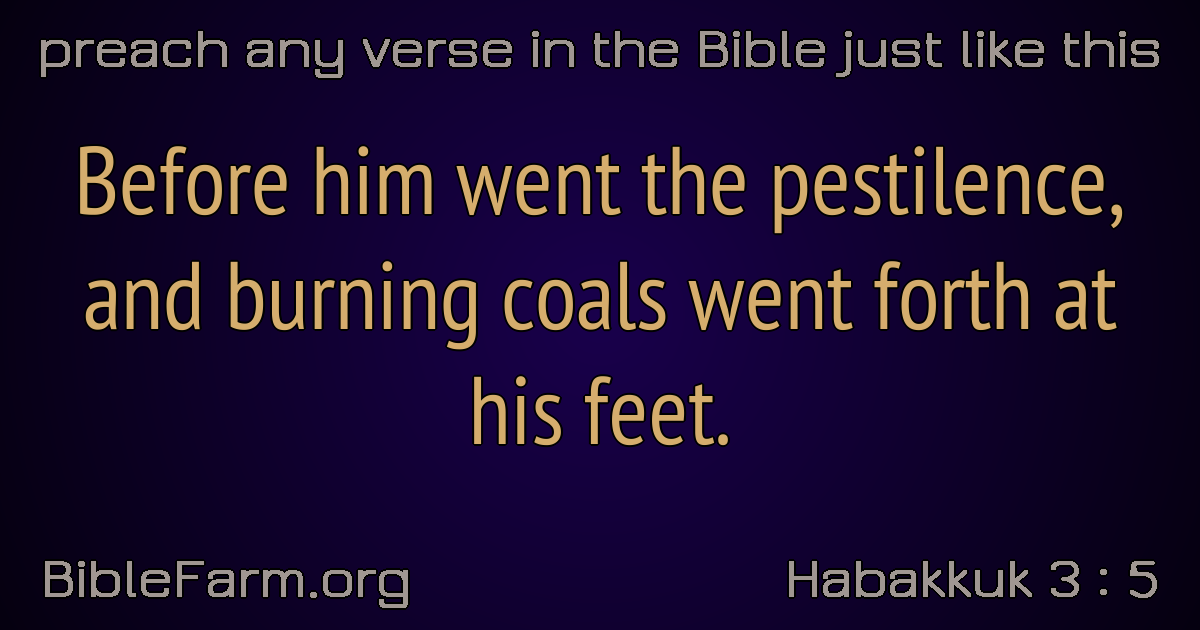 preach any verse in the Bible just like this
Before him went the pestilence,
and burning coals went forth at
his feet.
BibleFarm.org
Habakkuk 3 : 5